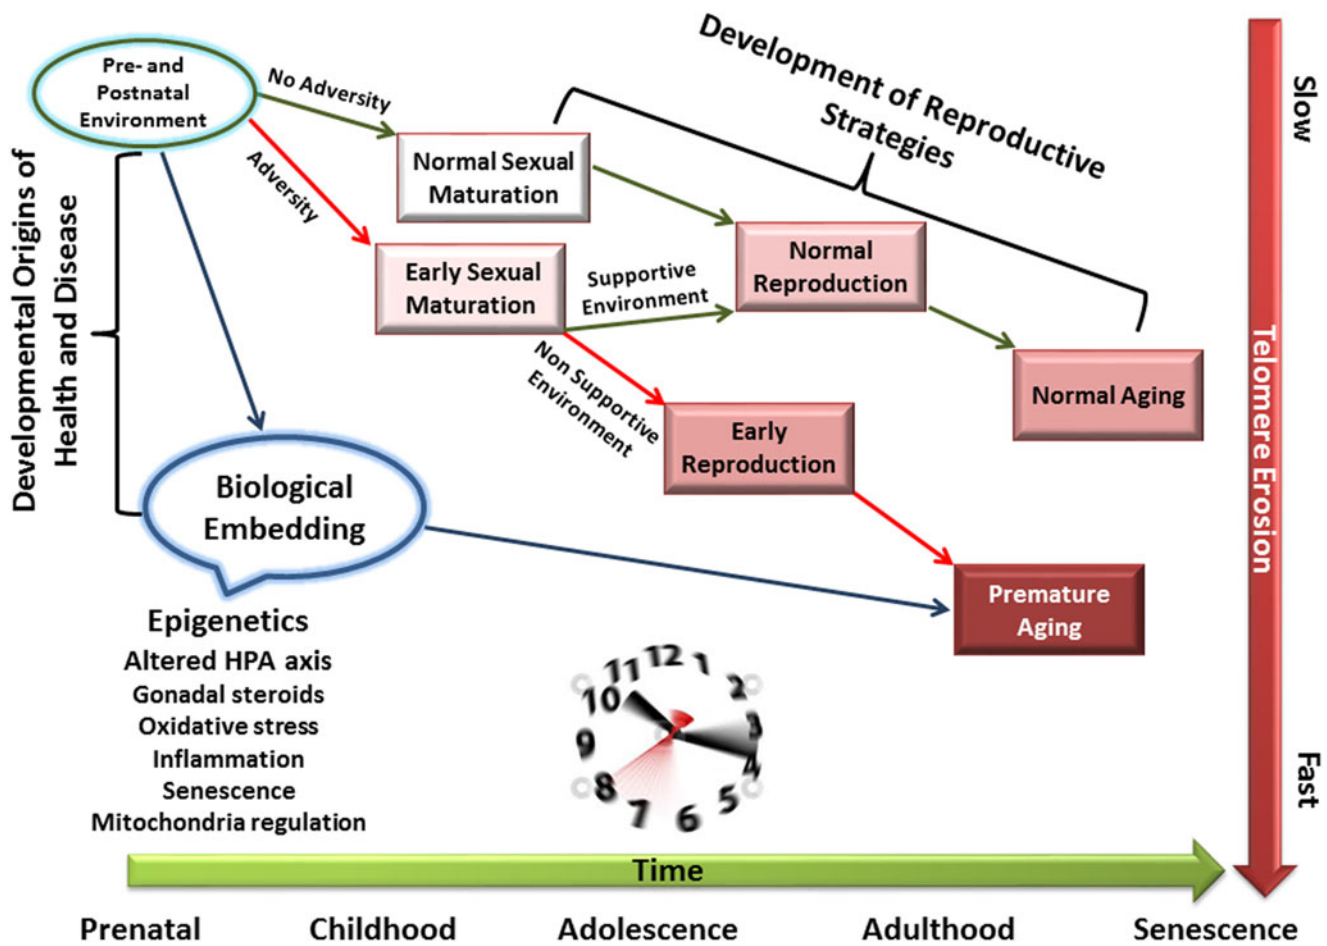 Pre- and
Postnatal
Environment
No Adversity
Adversity
Development of Reproductive
Strategies
Slow
Normal Sexual
Maturation
Early Sexual
Maturation
Supportive
Environment
Normal
Reproduction
Non Supportive
Environment
Early
Reproduction
Normal Aging
Telomere Erosion
Developmental Origins of
Health and Disease
Biological
Embedding
Premature
Aging
Epigenetics
Altered HPA axis
Gonadal steroids
Oxidative stress
Inflammation
Senescence
Mitochondria regulation
12
1
2
3
4
5
6
7
8
9
10
11
Fast
Time
Prenatal
Childhood
Adolescence
Adulthood
Senescence